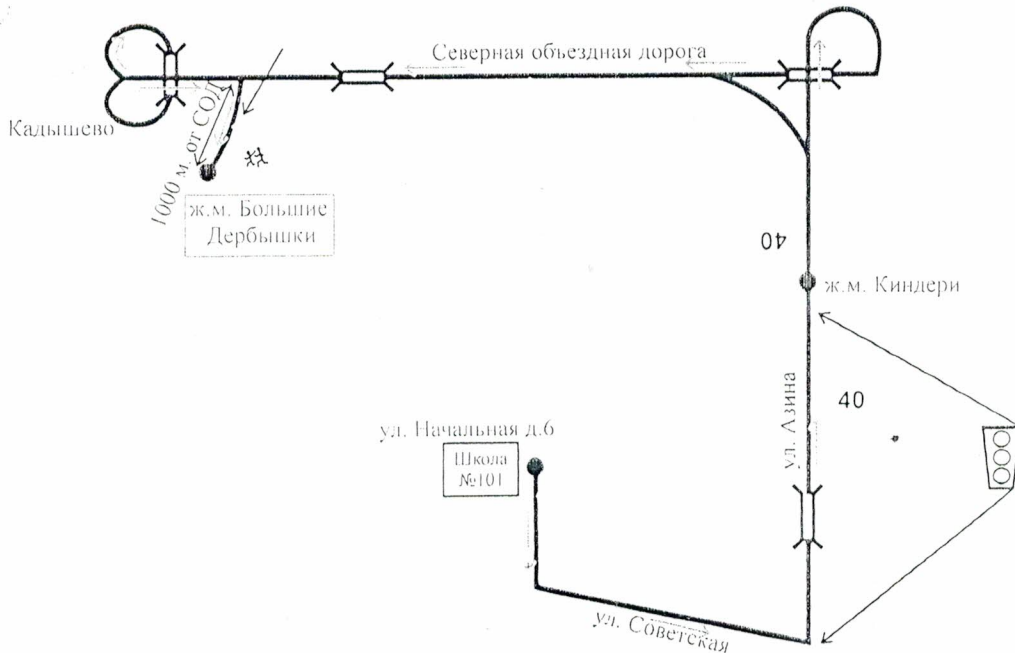 Северная объездная дорога
Кадышево
1000 м. от СОД
ж.м. Большие
Дербышки
40
ж.м. Киндери
ул. Азина
40
ул. Начальная д.6
Школа
№101
ул. Советская